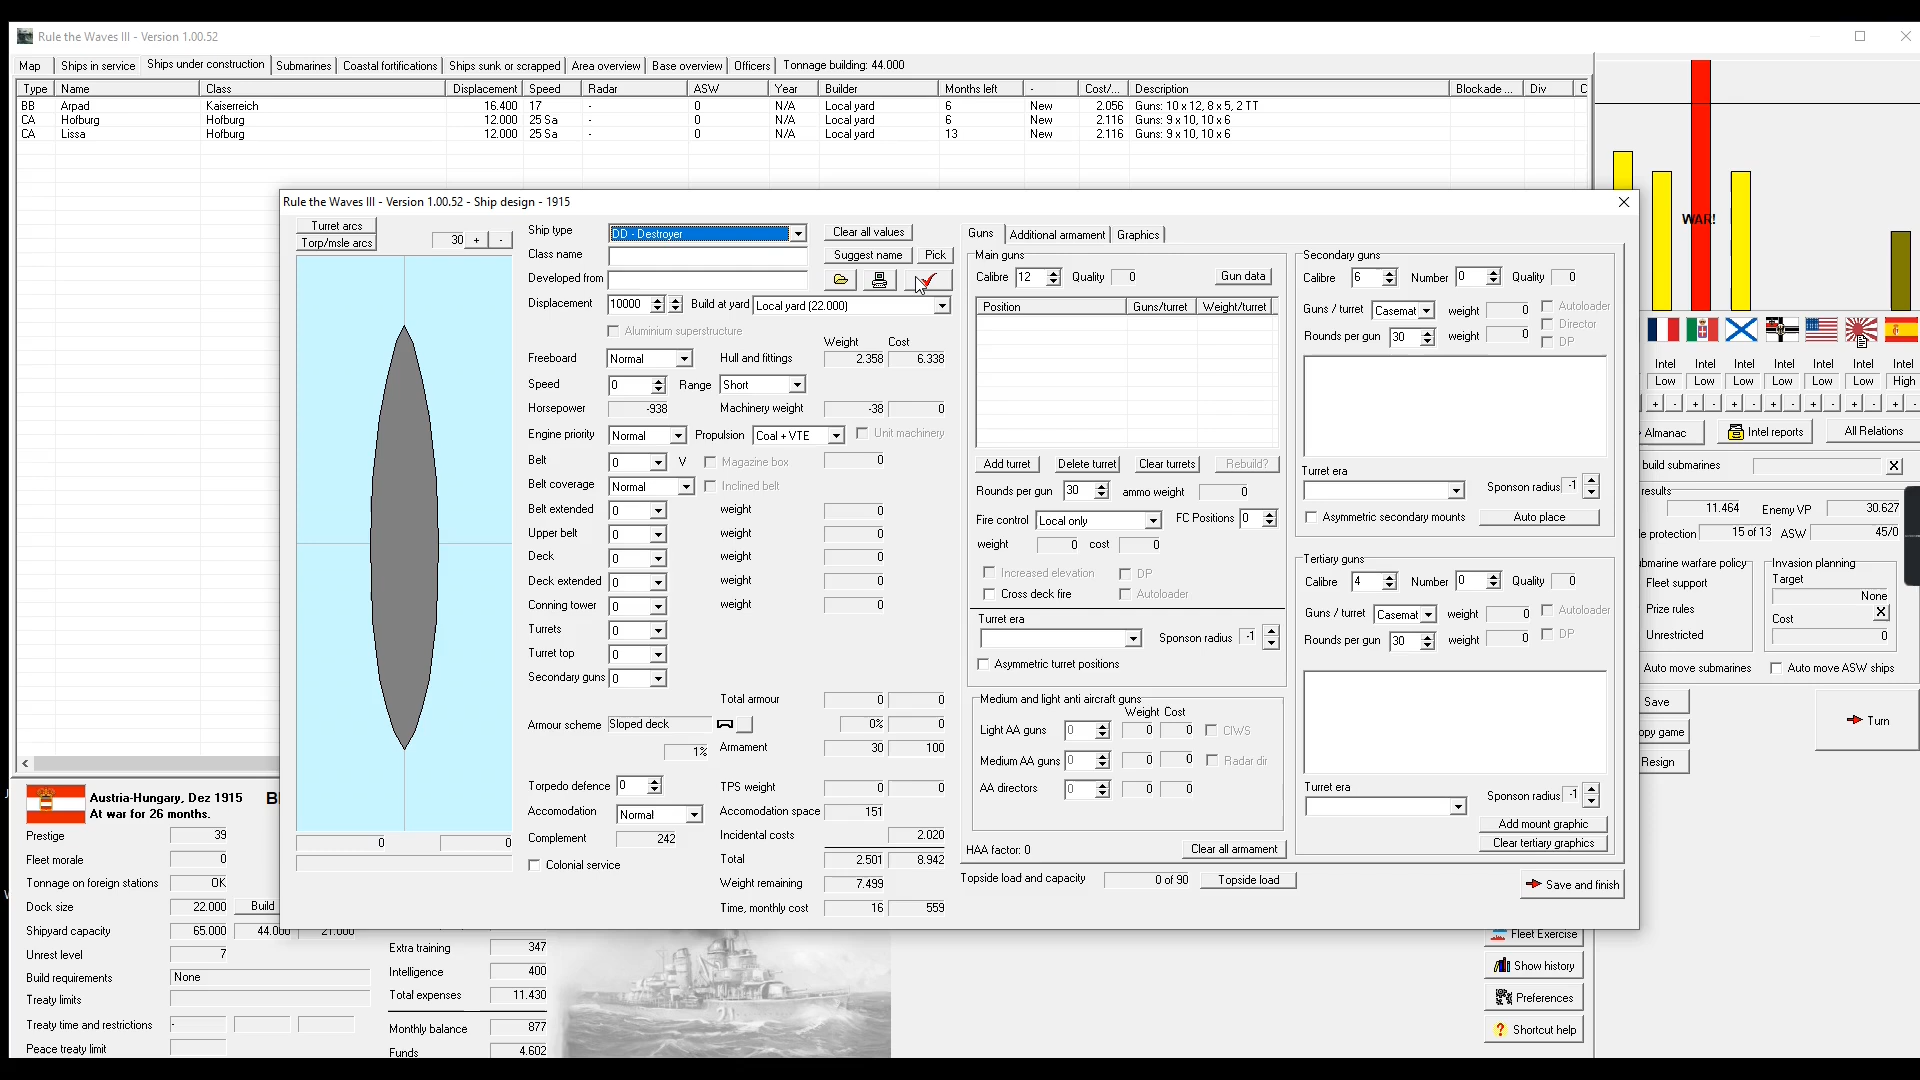 Rule the Waves III - Version 1.00.52
Map Ships in service Ships under construction Submarines Coastal fortifications Ships sunk or scrapped Area overview Base overview Officers Tonnage building: 44.000
Type Name Class Displacement Speed Radar ASW Year Builder Months left - Cost/... Description Blockade ... Div C
BB Arpad Kaiserreich 16.400 17 - 0 N/A Local yard 6 New 2.056 Guns: 10 x 12, 8 x 5, 2 TT
CA Hofburg Hofburg 12.000 25 Sa - 0 N/A Local yard 6 New 2.116 Guns: 9 x 10, 10 x 6
CA Lissa Hofburg 12.000 25 Sa - 0 N/A Local yard 13 New 2.116 Guns: 9 x 10, 10 x 6
Rule the Waves III - Version 1.00.52 - Ship design - 1915
Turret arcs
Torp/msle arcs
30 + -
0 0
Ship type DD - Destroyer Clear all values
Class name Suggest name Pick
Developed from
Displacement 10000 Build at yard Local yard (22.000)
Aluminium superstructure
Weight Cost
Freeboard Normal Hull and fittings 2.358 6.338
Speed 0 Range Short
Horsepower -938 Machinery weight -38 0
Engine priority Normal Propulsion Coal + VTE Unit machinery
Belt 0 V Magazine box 0
Belt coverage Normal Inclined belt
Belt extended 0 weight 0
Upper belt 0 weight 0
Deck 0 weight 0
Deck extended 0 weight 0
Conning tower 0 weight 0
Turrets 0
Turret top 0
Secondary guns 0
Total armour 0 0
Armour scheme Sloped deck 0% 0
1% Armament 30 100
Torpedo defence 0 TPS weight 0 0
Accomodation Normal Accomodation space 151
Complement 242 Incidental costs 2.020
Colonial service
Total 2.501 8.942
Weight remaining 7.499
Time, monthly cost 16 559
Guns Additional armament Graphics
Main guns
Calibre 12 Quality 0 Gun data
Position Guns/turret Weight/turret
Add turret Delete turret Clear turrets Rebuild?
Rounds per gun 30 ammo weight 0
Fire control Local only FC Positions 0
weight 0 cost 0
Increased elevation DP
Cross deck fire Autoloader
Turret era
Sponson radius -1
Asymmetric turret positions
Medium and light anti aircraft guns
Weight Cost
Light AA guns 0 0 0 CIWS
Medium AA guns 0 0 0 Radar dir
AA directors 0 0 0
HAA factor: 0 Clear all armament
Topside load and capacity 0 of 90 Topside load
Secondary guns
Calibre 6 Number 0 Quality 0
Guns / turret Casemat weight 0 Autoloader
Director
Rounds per gun 30 weight 0 DP
Turret era
Sponson radius -1
Asymmetric secondary mounts Auto place
Tertiary guns
Calibre 4 Number 0 Quality 0
Guns / turret Casemat weight 0 Autoloader
Rounds per gun 30 weight 0 DP
Turret era
Sponson radius -1
Add mount graphic
Clear tertiary graphics
Save and finish
WAR!
Intel Intel Intel Intel Intel Intel Intel
Low Low Low Low Low Low High
+ - + - + - + - + - + - + -
Almanac Intel reports All Relations
build submarines X
results
11.464 Enemy VP 30.627
e protection 15 of 13 ASW 45/0
bmarine warfare policy Invasion planning
Fleet support Target
None
Prize rules Cost X
Unrestricted 0
Auto move submarines Auto move ASW ships
Save
Turn
opy game
Resign
Austria-Hungary, Dez 1915
At war for 26 months.
Prestige 39
Fleet morale 0
Tonnage on foreign stations OK
Dock size 22.000 Build
Shipyard capacity 65.000 44.000 21.000
Unrest level 7
Build requirements None
Treaty limits
Treaty time and restrictions -
Peace treaty limit
Extra training 347
Intelligence 400
Total expenses 11.430
Monthly balance 877
Funds 4.602
Fleet Exercise
Show history
Preferences
Shortcut help